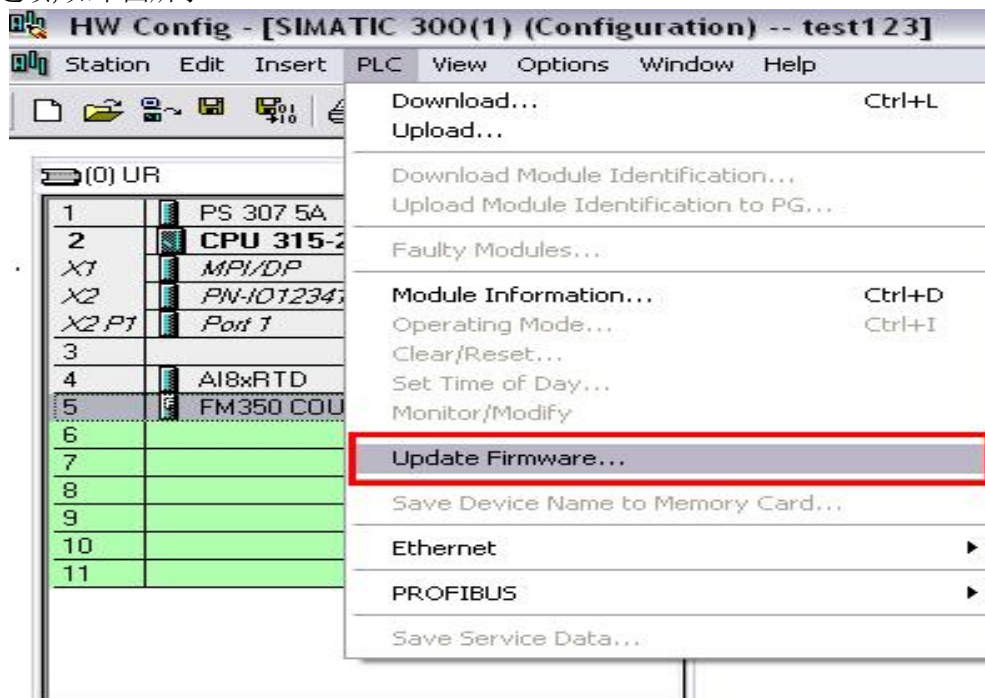 HW Config - [SIMATIC 300(1) (Configuration) -- test123]
Station Edit Insert PLC View Options Window Help
Download... Ctrl+L
Upload...
Download Module Identification...
Upload Module Identification to PG...
Faulty Modules...
Module Information... Ctrl+D
Operating Mode... Ctrl+I
Clear/Reset...
Set Time of Day...
Monitor/Modify
Update Firmware...
Save Device Name to Memory Card...
Ethernet
PROFIBUS
Save Service Data...
(0) UR
1 PS 307 5A
2 CPU 315-2
X1 MPI/DP
X2 PN-IO12341
X2 P1 Port 1
3
4 AI8xRTD
5 FM350 COU
6
7
8
9
10
11